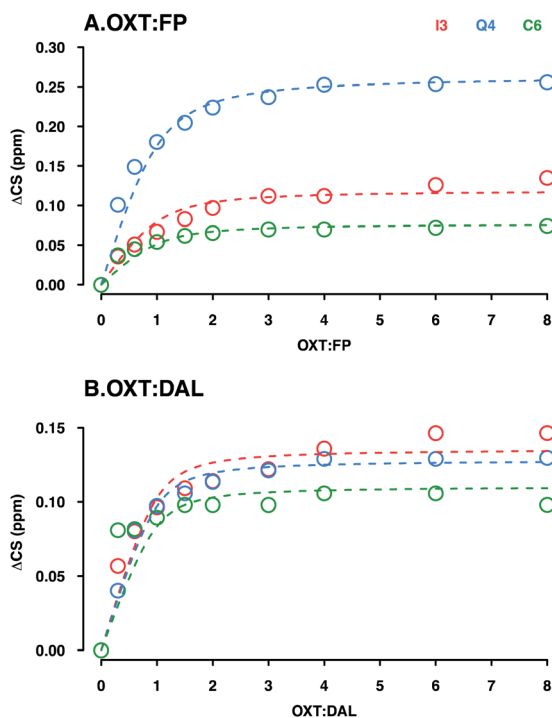 A.OXT:FP
I3 Q4 C6
0.30
0.25
0.20
0.15
0.10
0.05
0.00
ΔCS (ppm)
0 1 2 3 4 5 6 7 8
OXT:FP
B.OXT:DAL
0.15
0.10
0.05
0.00
ΔCS (ppm)
0 1 2 3 4 5 6 7 8
OXT:DAL